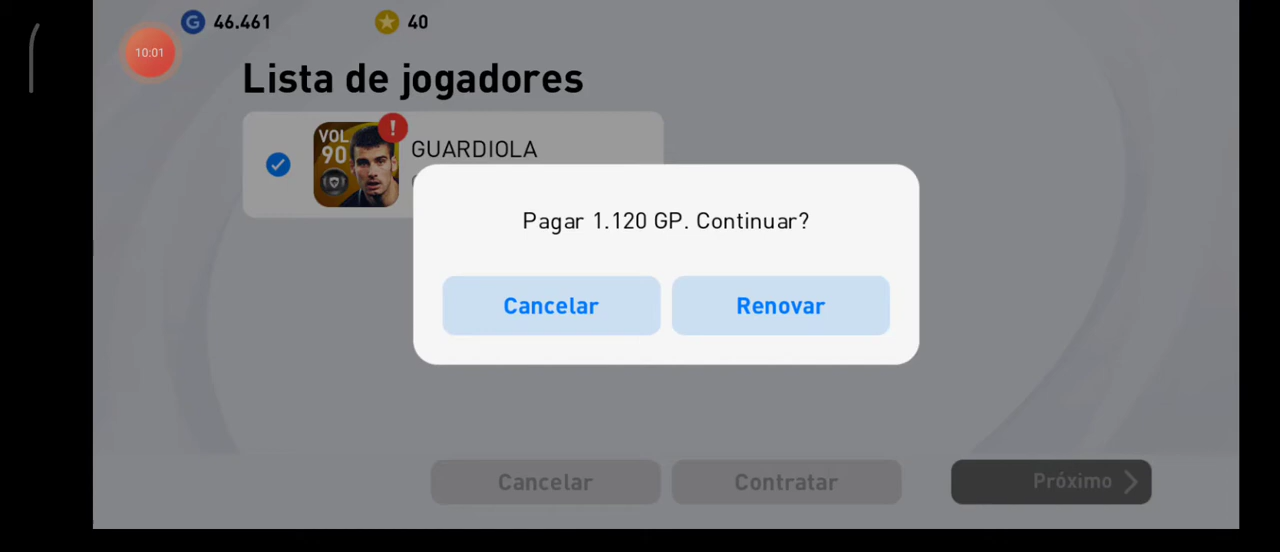 46.461
40
10:01
Lista de jogadores
VOL
90
!
GUARDIOLA
Pagar 1.120 GP. Continuar?
Cancelar
Renovar
Cancelar
Contratar
Próximo